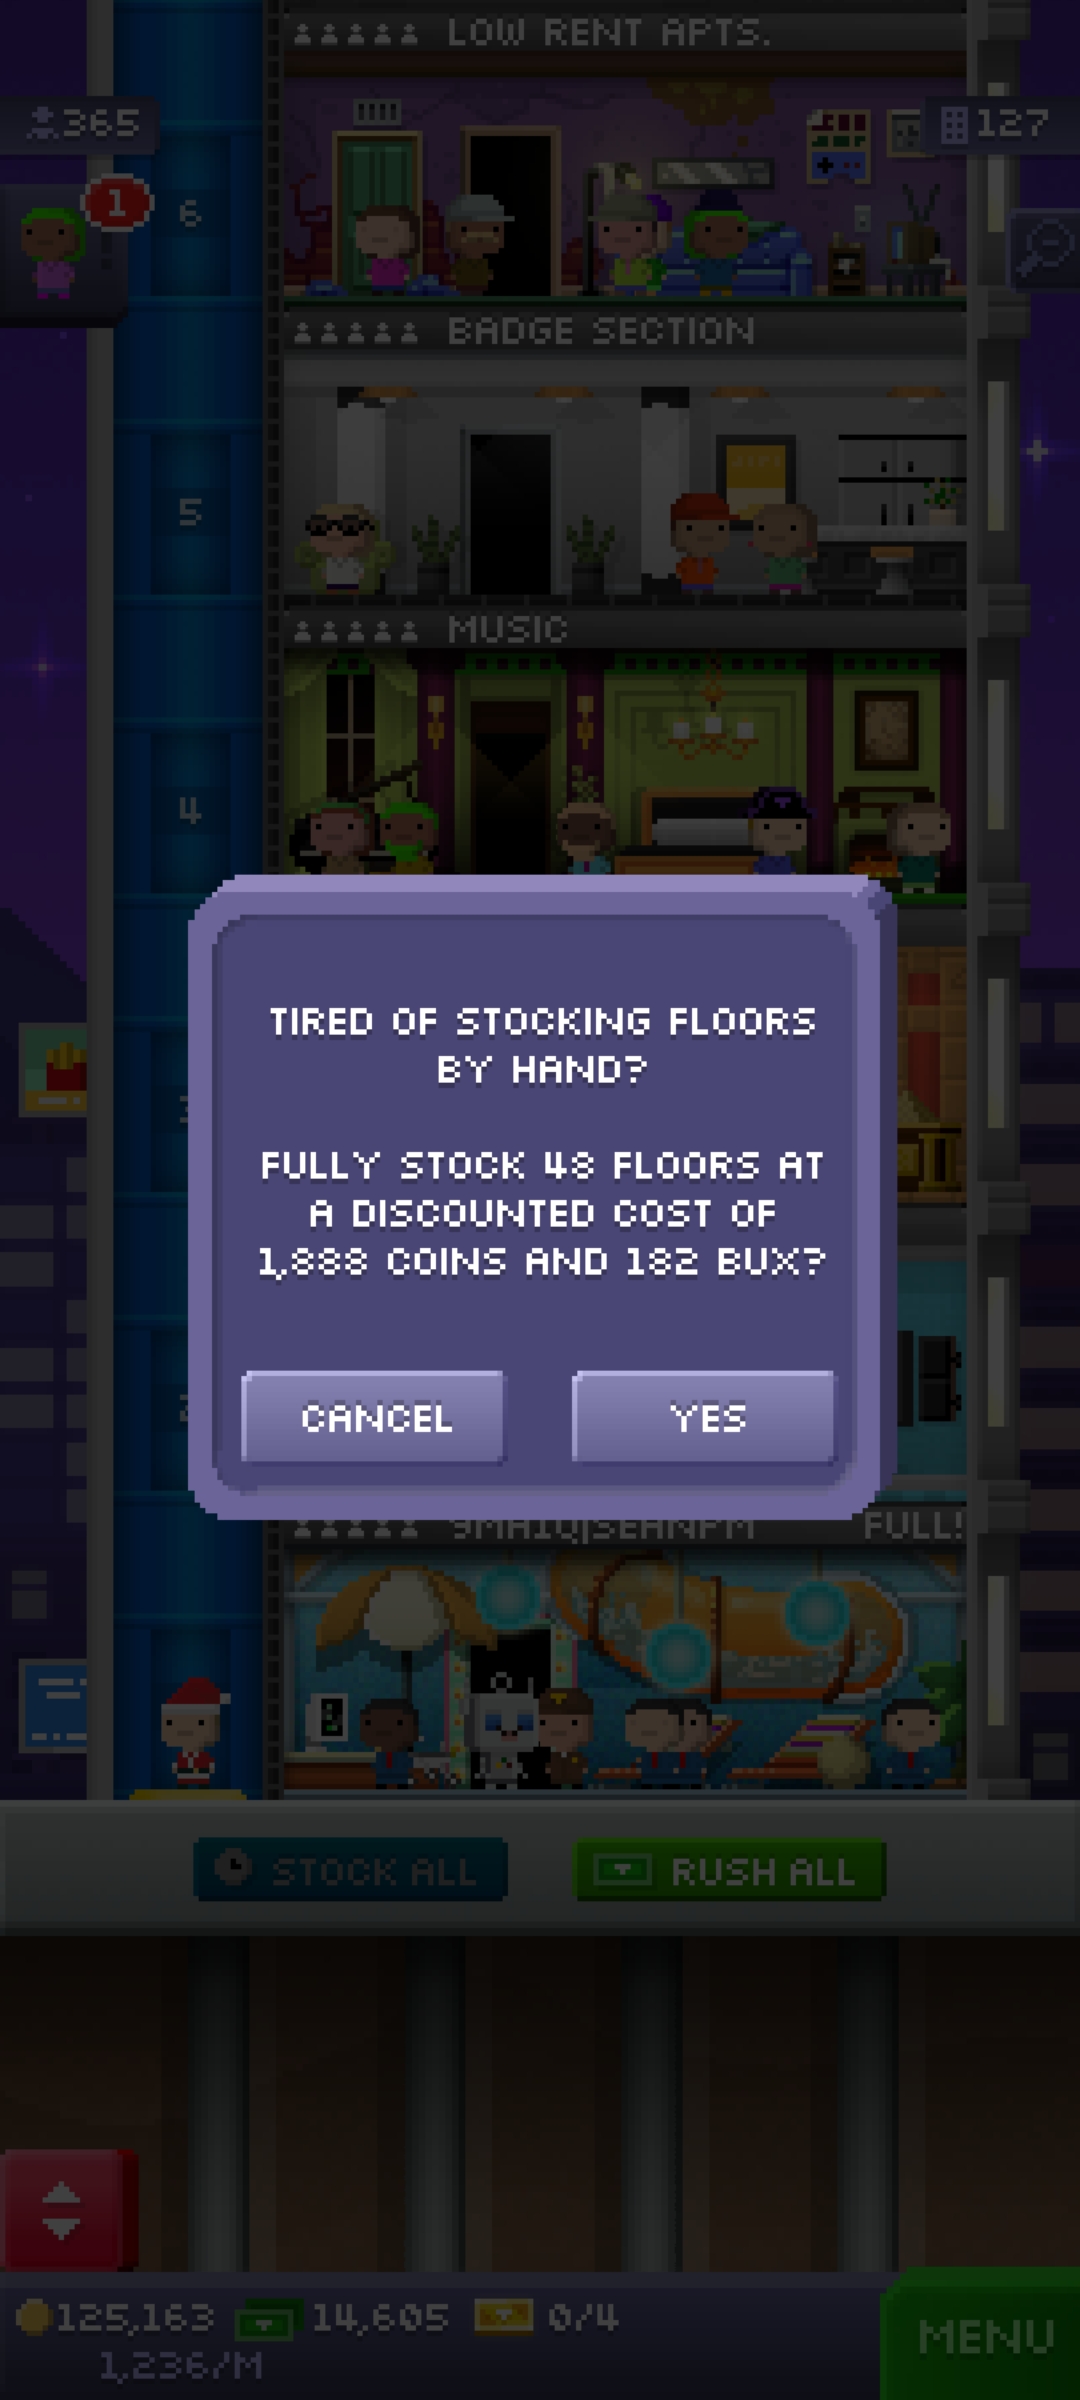 LOW RENT APTS.
365
127
1
6
BADGE SECTION
5
MUSIC
4
TIRED OF STOCKING FLOORS
BY HAND?
FULLY STOCK 48 FLOORS AT
A DISCOUNTED COST OF
1,888 COINS AND 182 BUX?
CANCEL
YES
FULL!
STOCK ALL
RUSH ALL
125,163
14,605
0/4
1,236/M
MENU